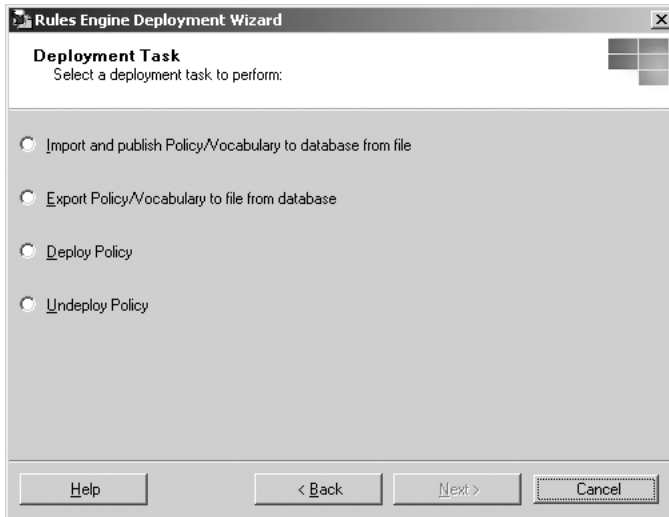 Rules Engine Deployment Wizard
Deployment Task
Select a deployment task to perform:
Import and publish Policy/Vocabulary to database from file
Export Policy/Vocabulary to file from database
Deploy Policy
Undeploy Policy
Help
< Back
Next >
Cancel